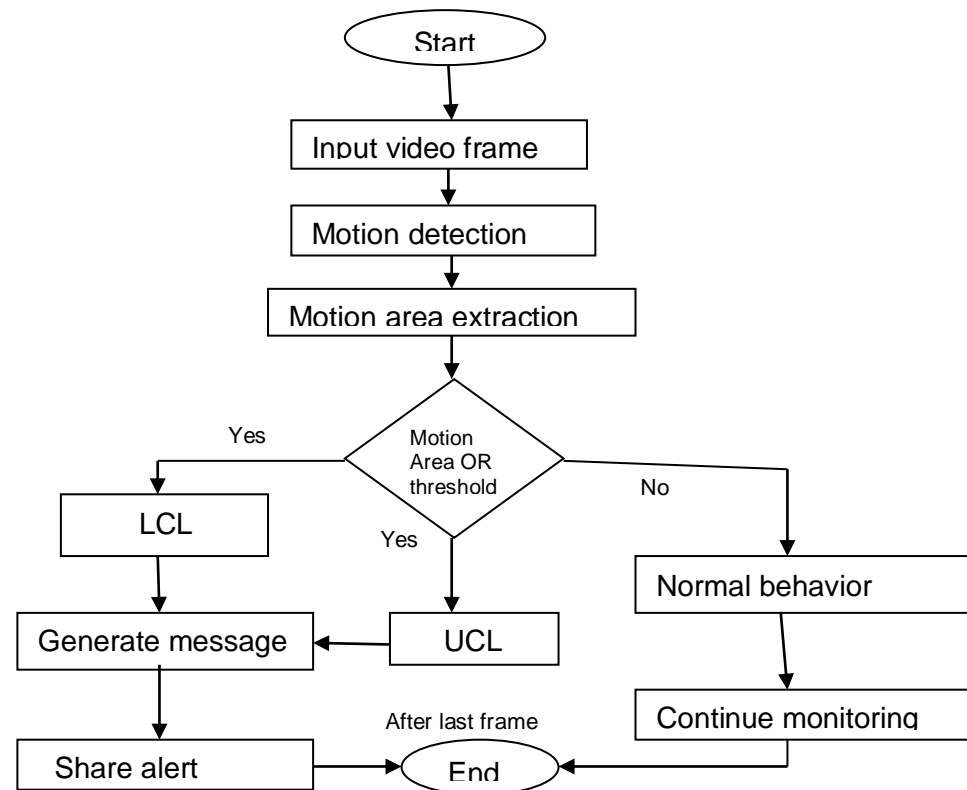 Start
Input video frame
Motion detection
Motion area extraction
Yes
Motion
Area OR
threshold
No
LCL
Yes
Normal behavior
Generate message
UCL
After last frame
Continue monitoring
Share alert
End